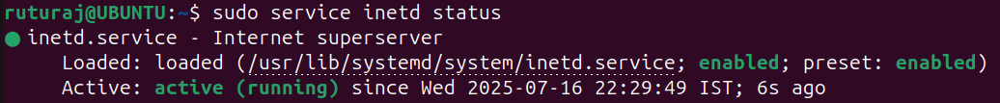 ruturaj@UBUNTU:~$ sudo service inetd status
● inetd.service - Internet superserver
Loaded: loaded (/usr/lib/systemd/system/inetd.service; enabled; preset: enabled)
Active: active (running) since Wed 2025-07-16 22:29:49 IST; 6s ago